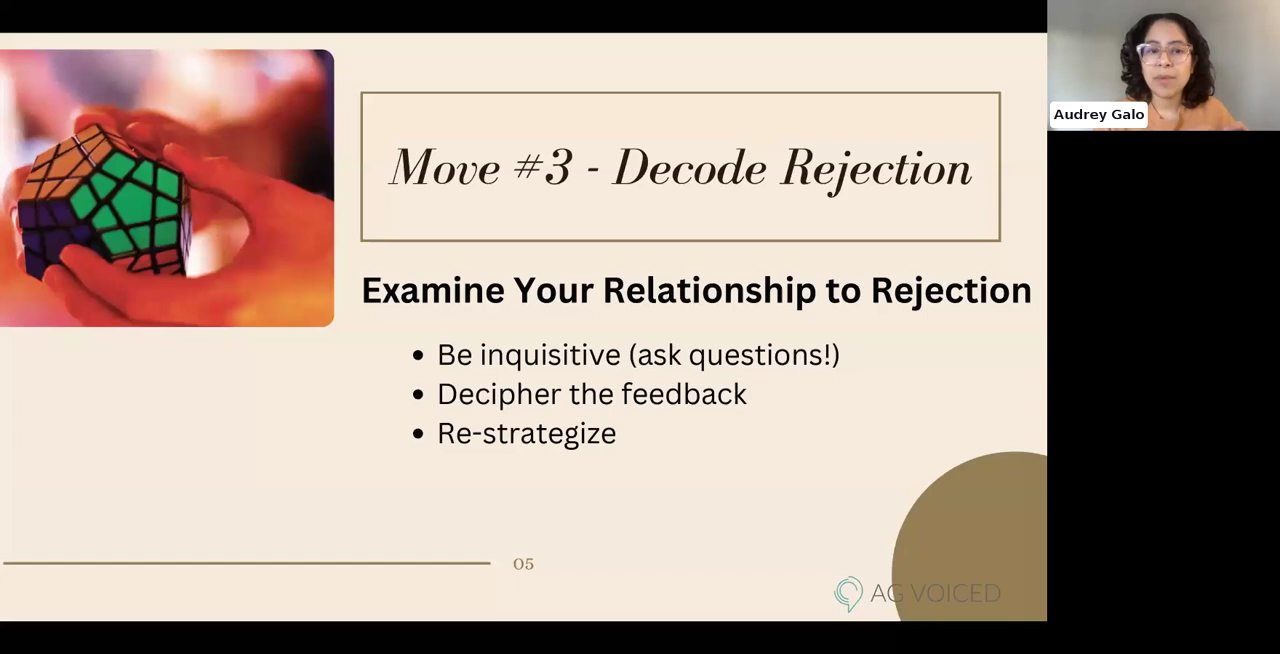 Move #3 - Decode Rejection
Examine Your Relationship to Rejection
• Be inquisitive (ask questions!)
• Decipher the feedback
• Re-strategize
05
AG VOICED
Audrey Galo